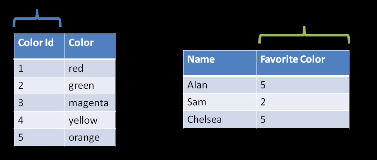 Color Id Color
1 red
2 green
3 magenta
4 yellow
5 orange
Name Favorite Color
Alan 5
Sam 2
Chelsea 5